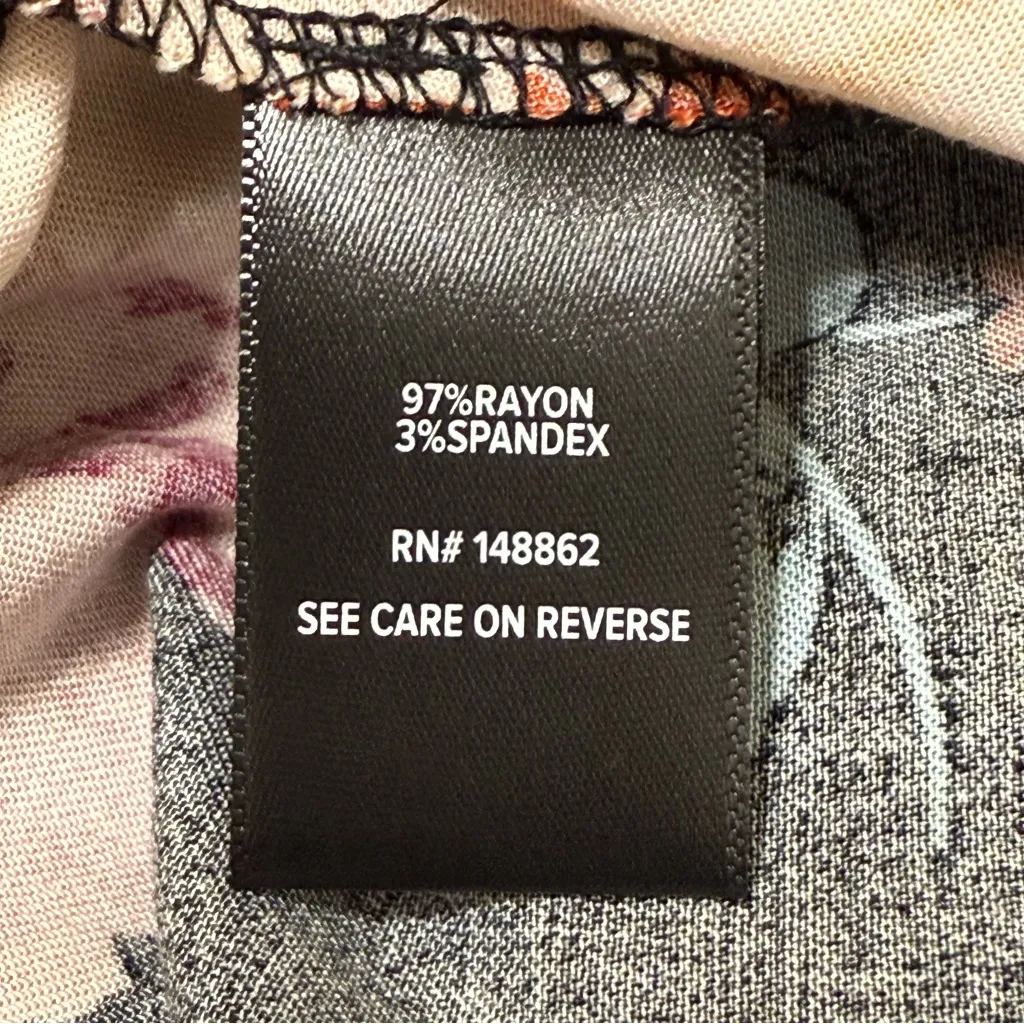 97%RAYON
3%SPANDEX
RN# 148862
SEE CARE ON REVERSE